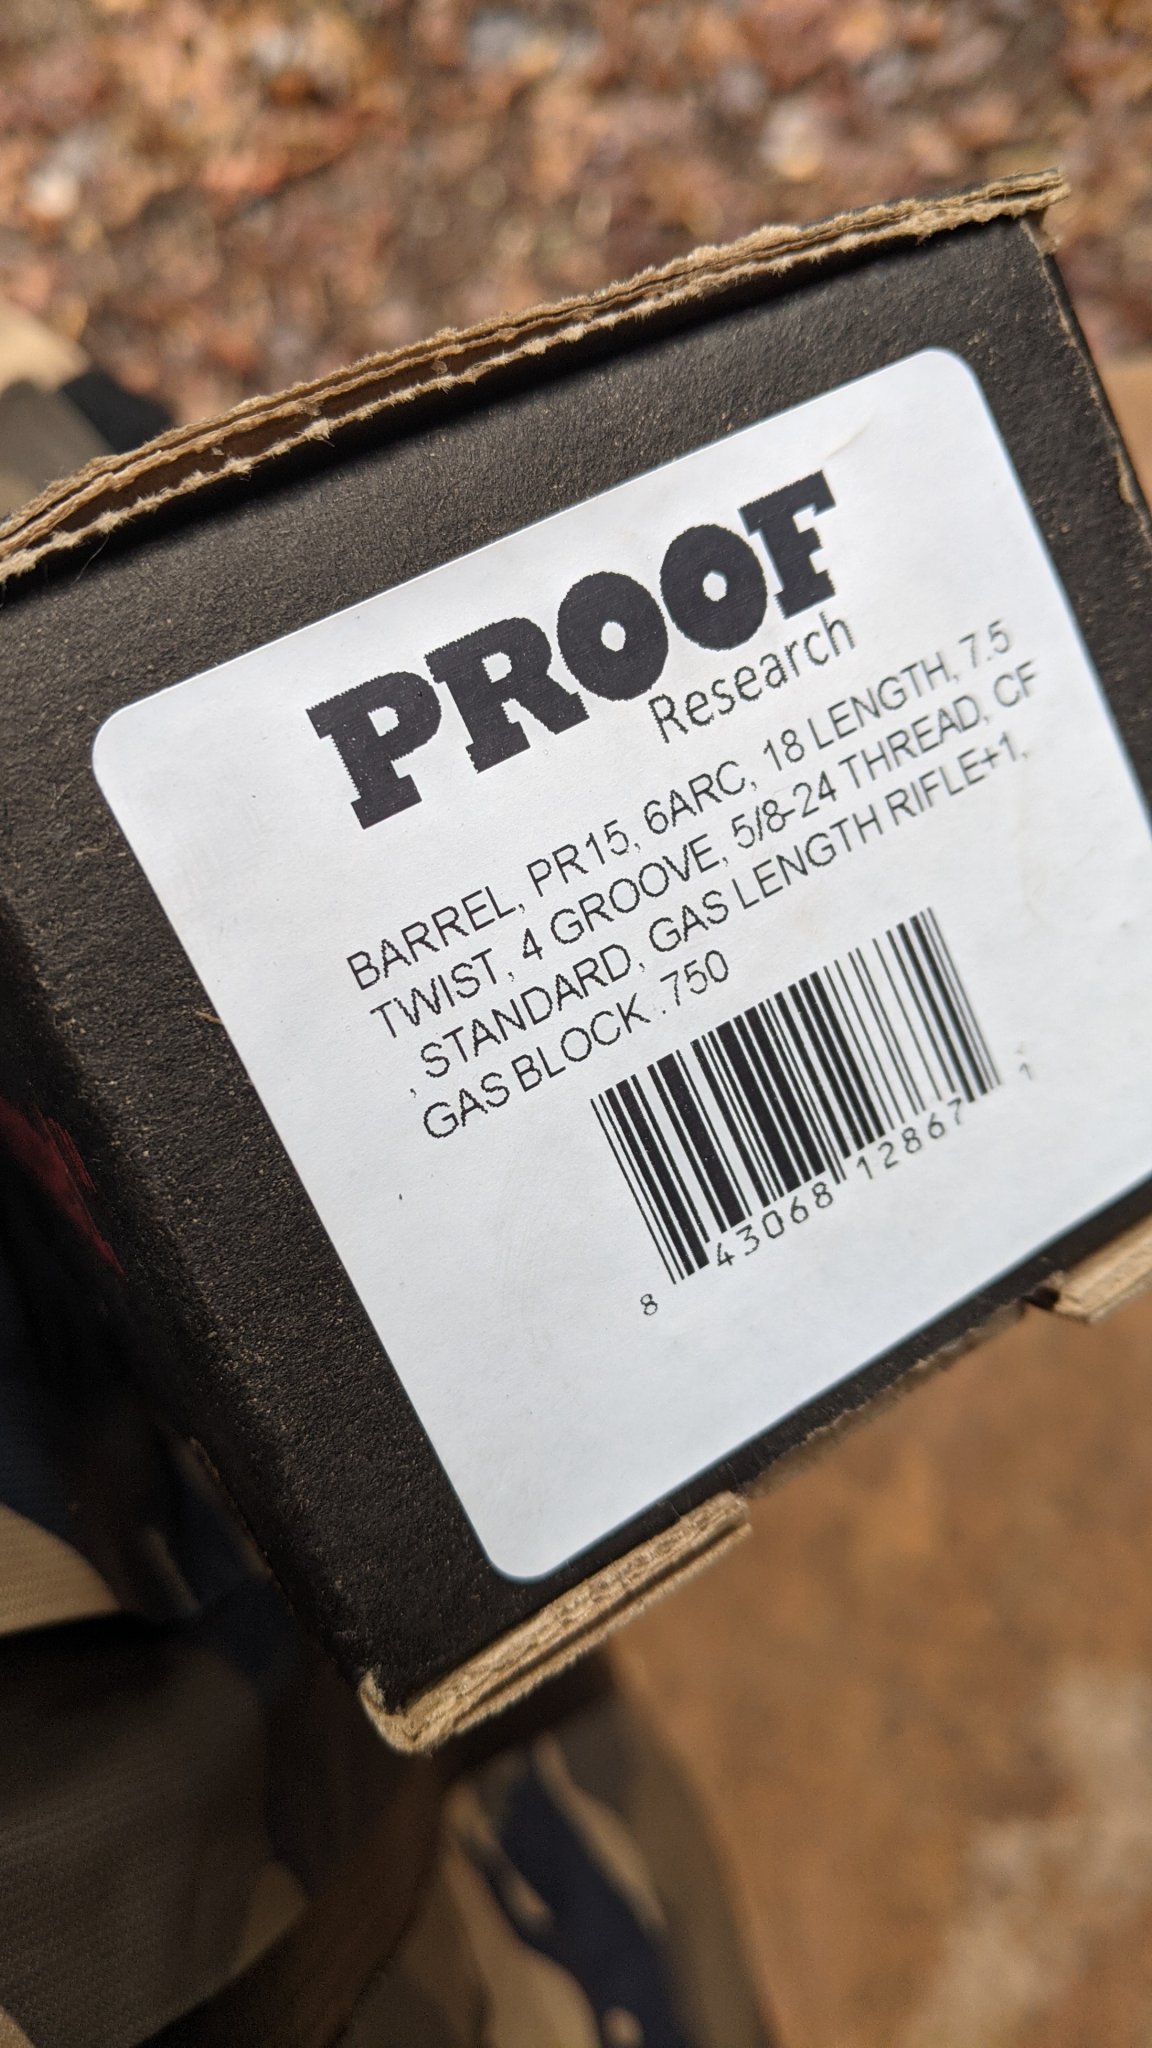 PROOF
Research
BARREL, PR15, 6ARC, 18 LENGTH, 7.5
TWIST, 4 GROOVE, 5/8-24 THREAD, CF
, STANDARD, GAS LENGTH RIFLE+1,
GAS BLOCK .750
8 43068 12867 1